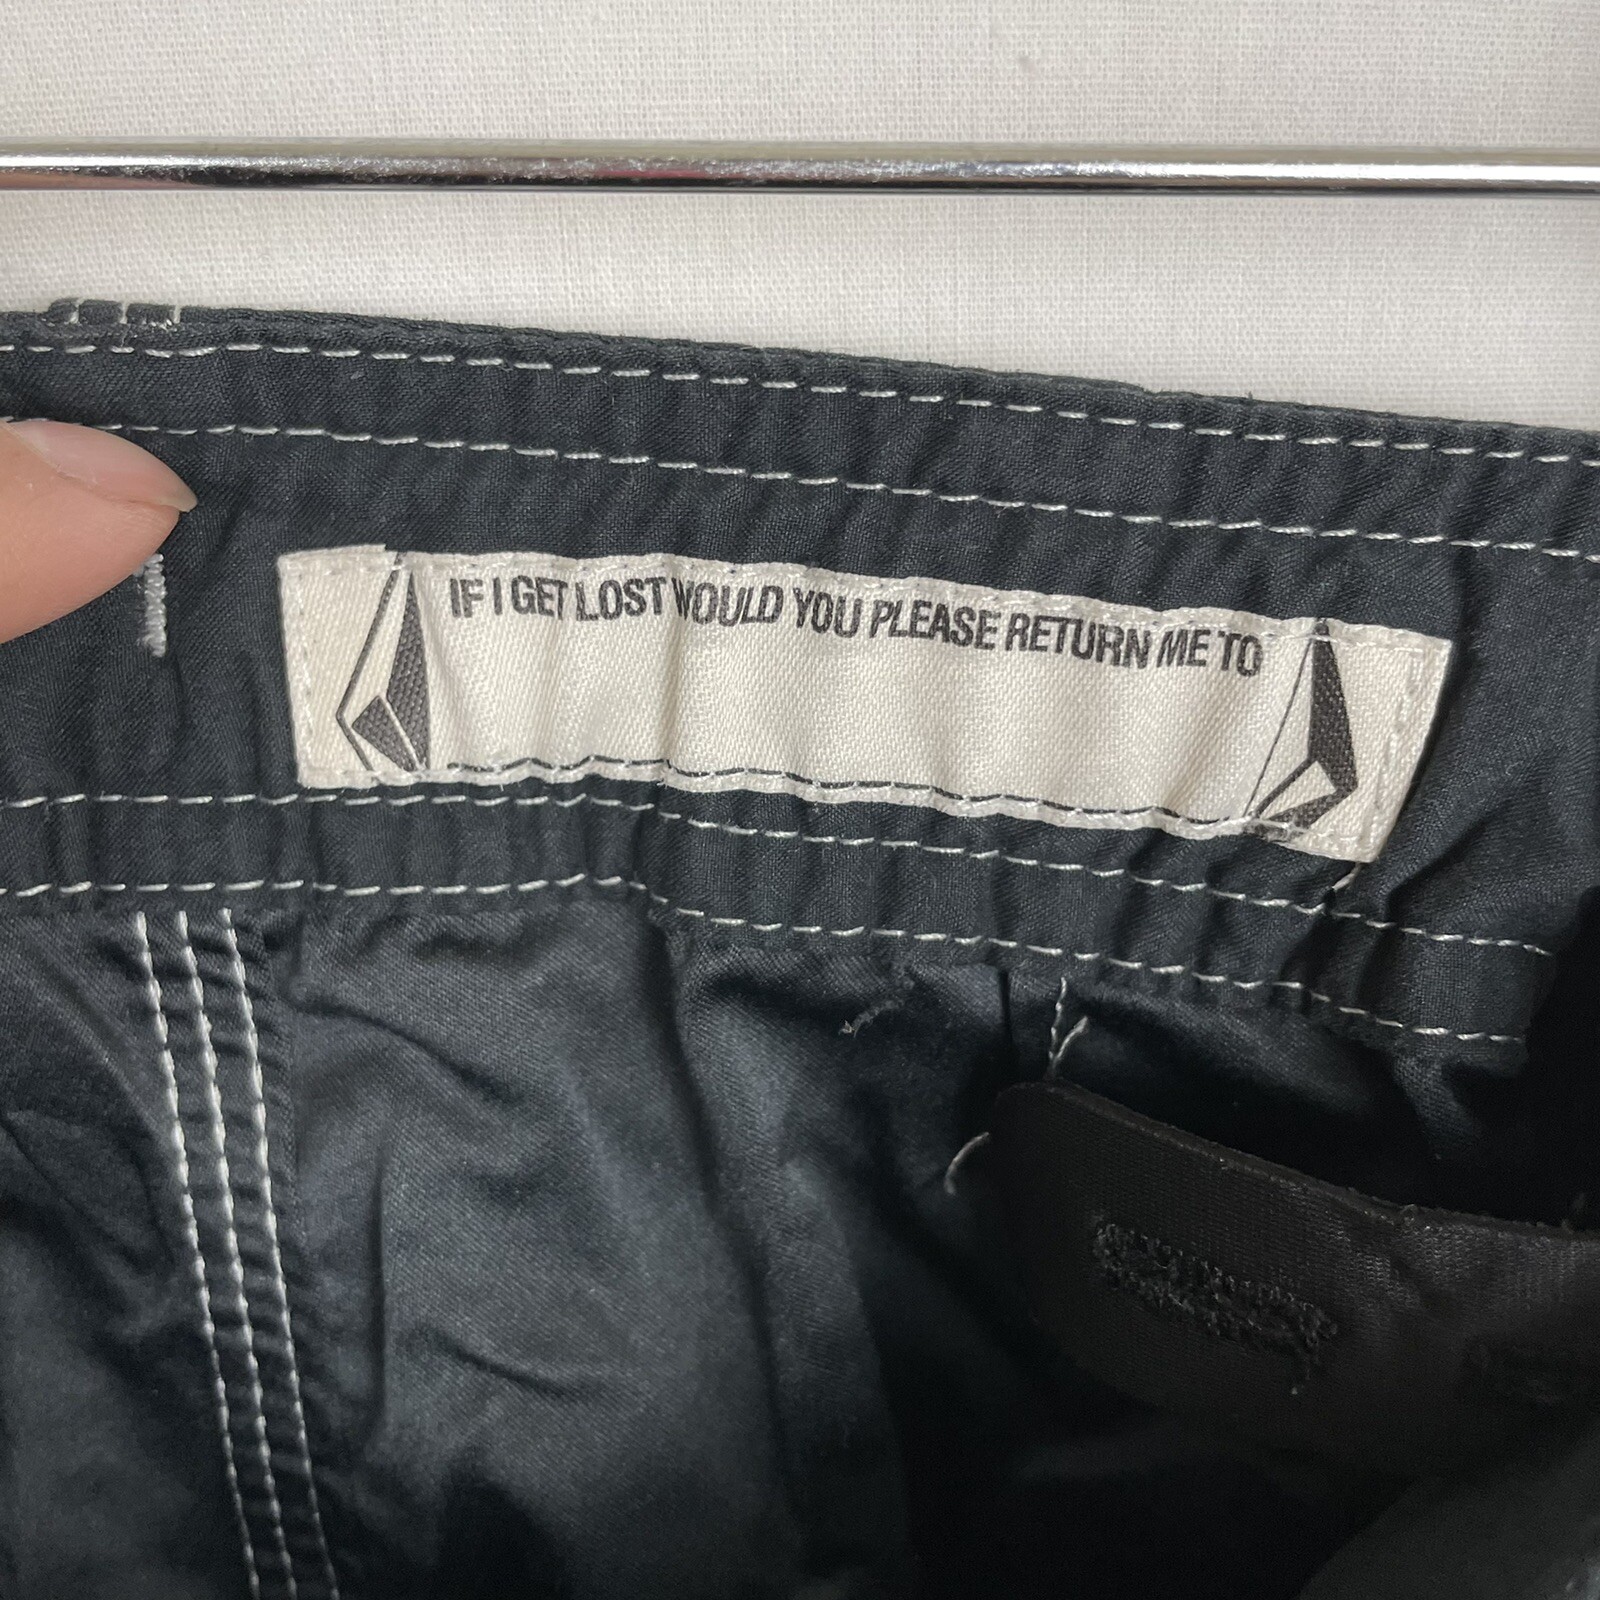 IF I GET LOST WOULD YOU PLEASE RETURN ME TO